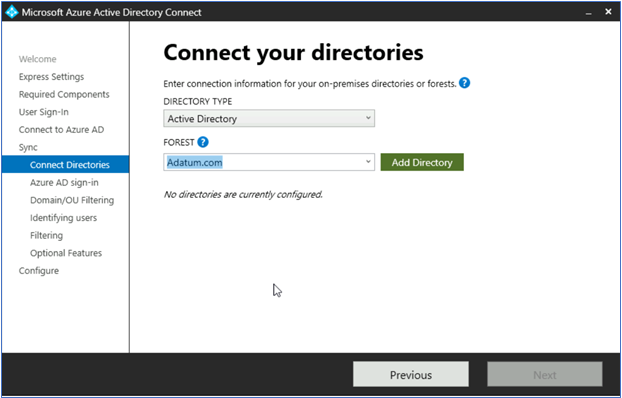 Microsoft Azure Active Directory Connect
Welcome
Express Settings
Required Components
User Sign-In
Connect to Azure AD
Sync
Connect Directories
Azure AD sign-in
Domain/OU Filtering
Identifying users
Filtering
Optional Features
Configure
Connect your directories
Enter connection information for your on-premises directories or forests. ?
DIRECTORY TYPE
Active Directory
FOREST ?
Adatum.com
Add Directory
No directories are currently configured.
Previous
Next